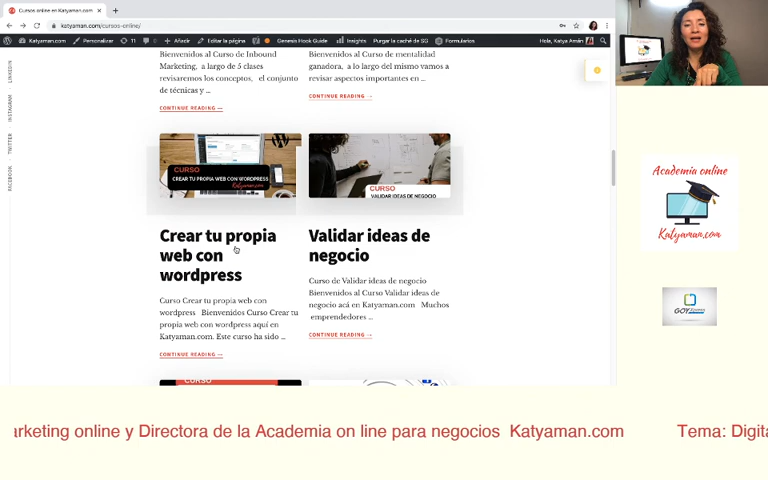 Cursos online - Katyaman.com
katyaman.com/cursos-online/
Katyaman.com Personalizar 11 0 Añadir Editar la página Insights Genesis Hook Guide Purgar la caché de SG Formularios Hola, Katya Amán
LINKEDIN
INSTAGRAM
TWITTER
FACEBOOK
Bienvenidos al Curso de Inbound
Marketing, a largo de 5 clases
revisaremos los conceptos, el conjunto
de técnicas y ...
CONTINUE READING
Bienvenidos al Curso de mentalidad
ganadora, a lo largo del mismo vamos a
revisar aspectos importantes en ...
CONTINUE READING
CURSO
CREAR TU PROPIA WEB CON WORDPRESS
Katyaman.com
CURSO
VALIDAR IDEAS DE NEGOCIO
Crear tu propia
web con
wordpress
Curso Crear tu propia web con
wordpress Bienvenidos Curso Crear tu
propia web con wordpress aquí en
Katyaman.com. Este curso ha sido ...
CONTINUE READING
Validar ideas de
negocio
Curso de Validar ideas de negocio
Bienvenidos al Curso Validar ideas de
negocio acá en Katyaman.com Muchos
emprendedores ...
CONTINUE READING
CURSO
Academia online
Katyaman.com
GOY
arketing online y Directora de la Academia on line para negocios Katyaman.com Tema: Digita